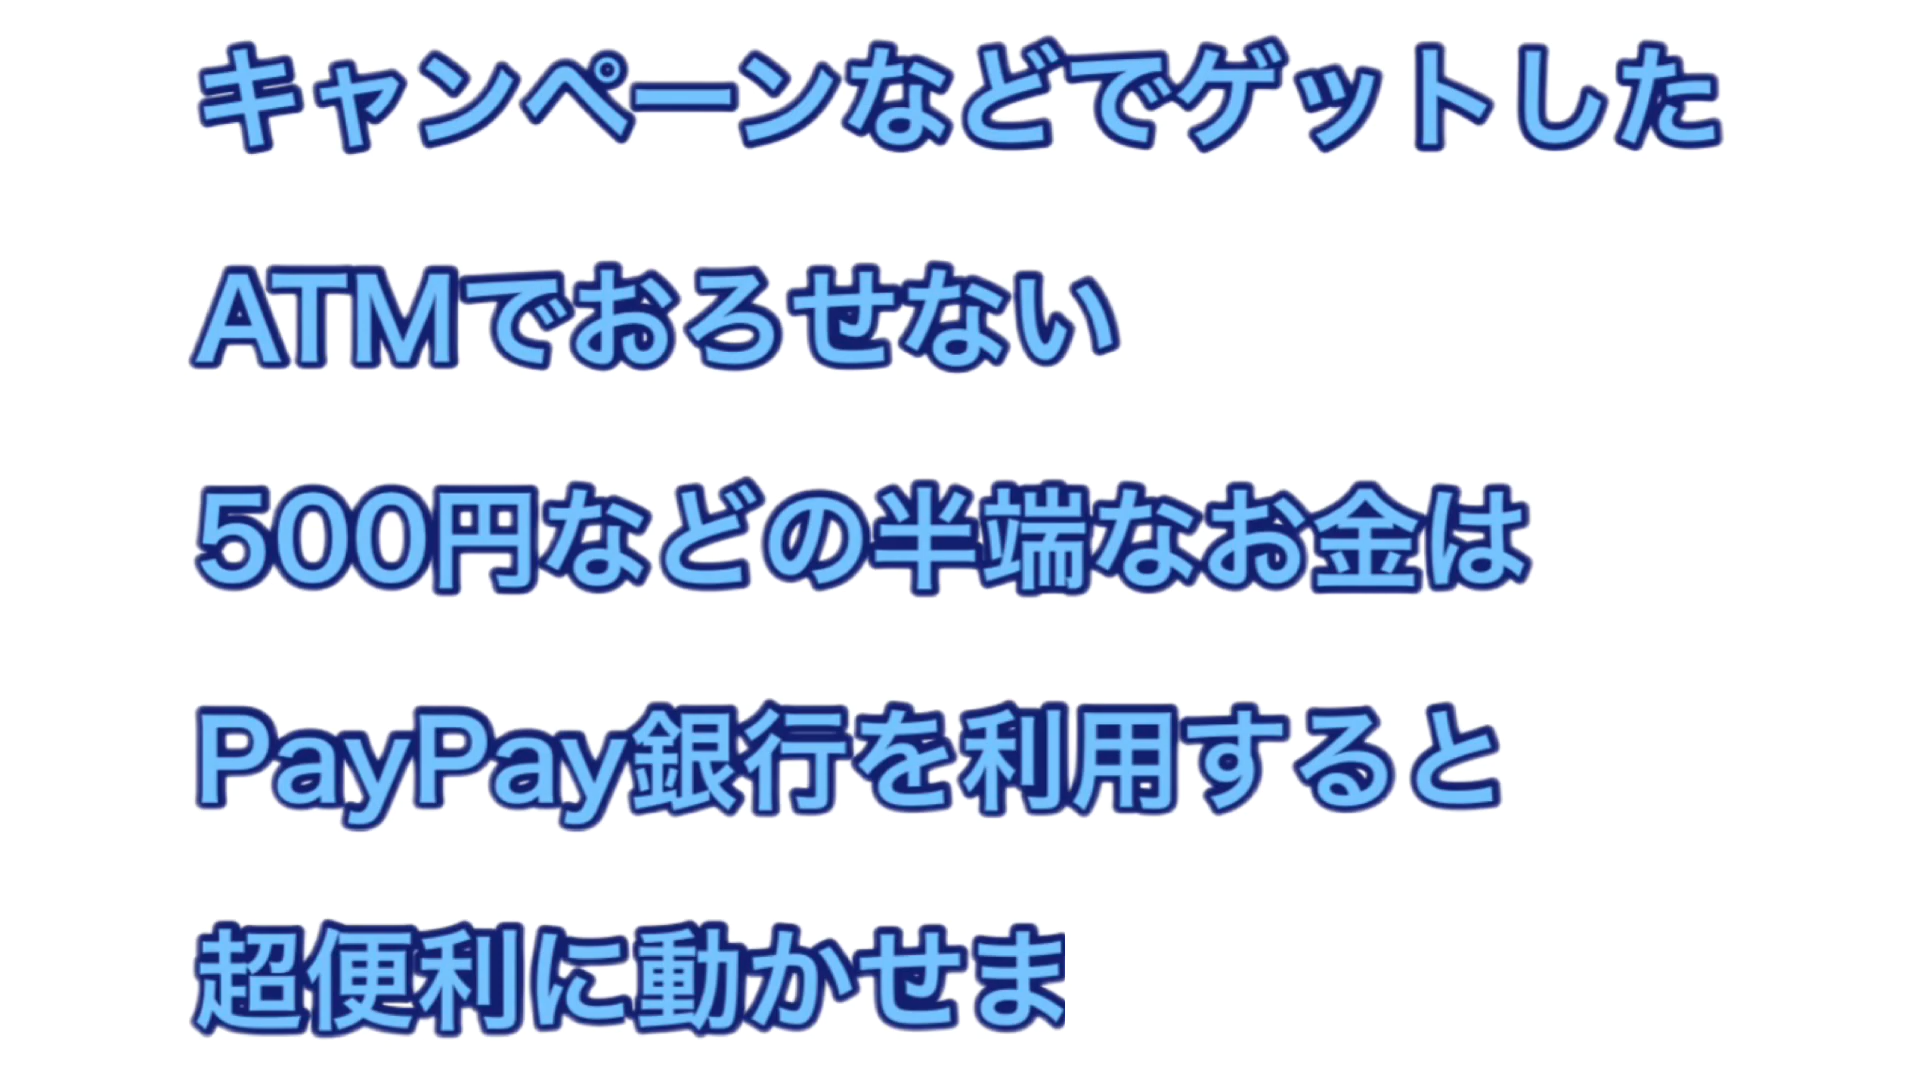 キャンペーンなどでゲットした
ATMでおろせない
500円などの半端なお金は
PayPay銀行を利用すると
超便利に動かせま